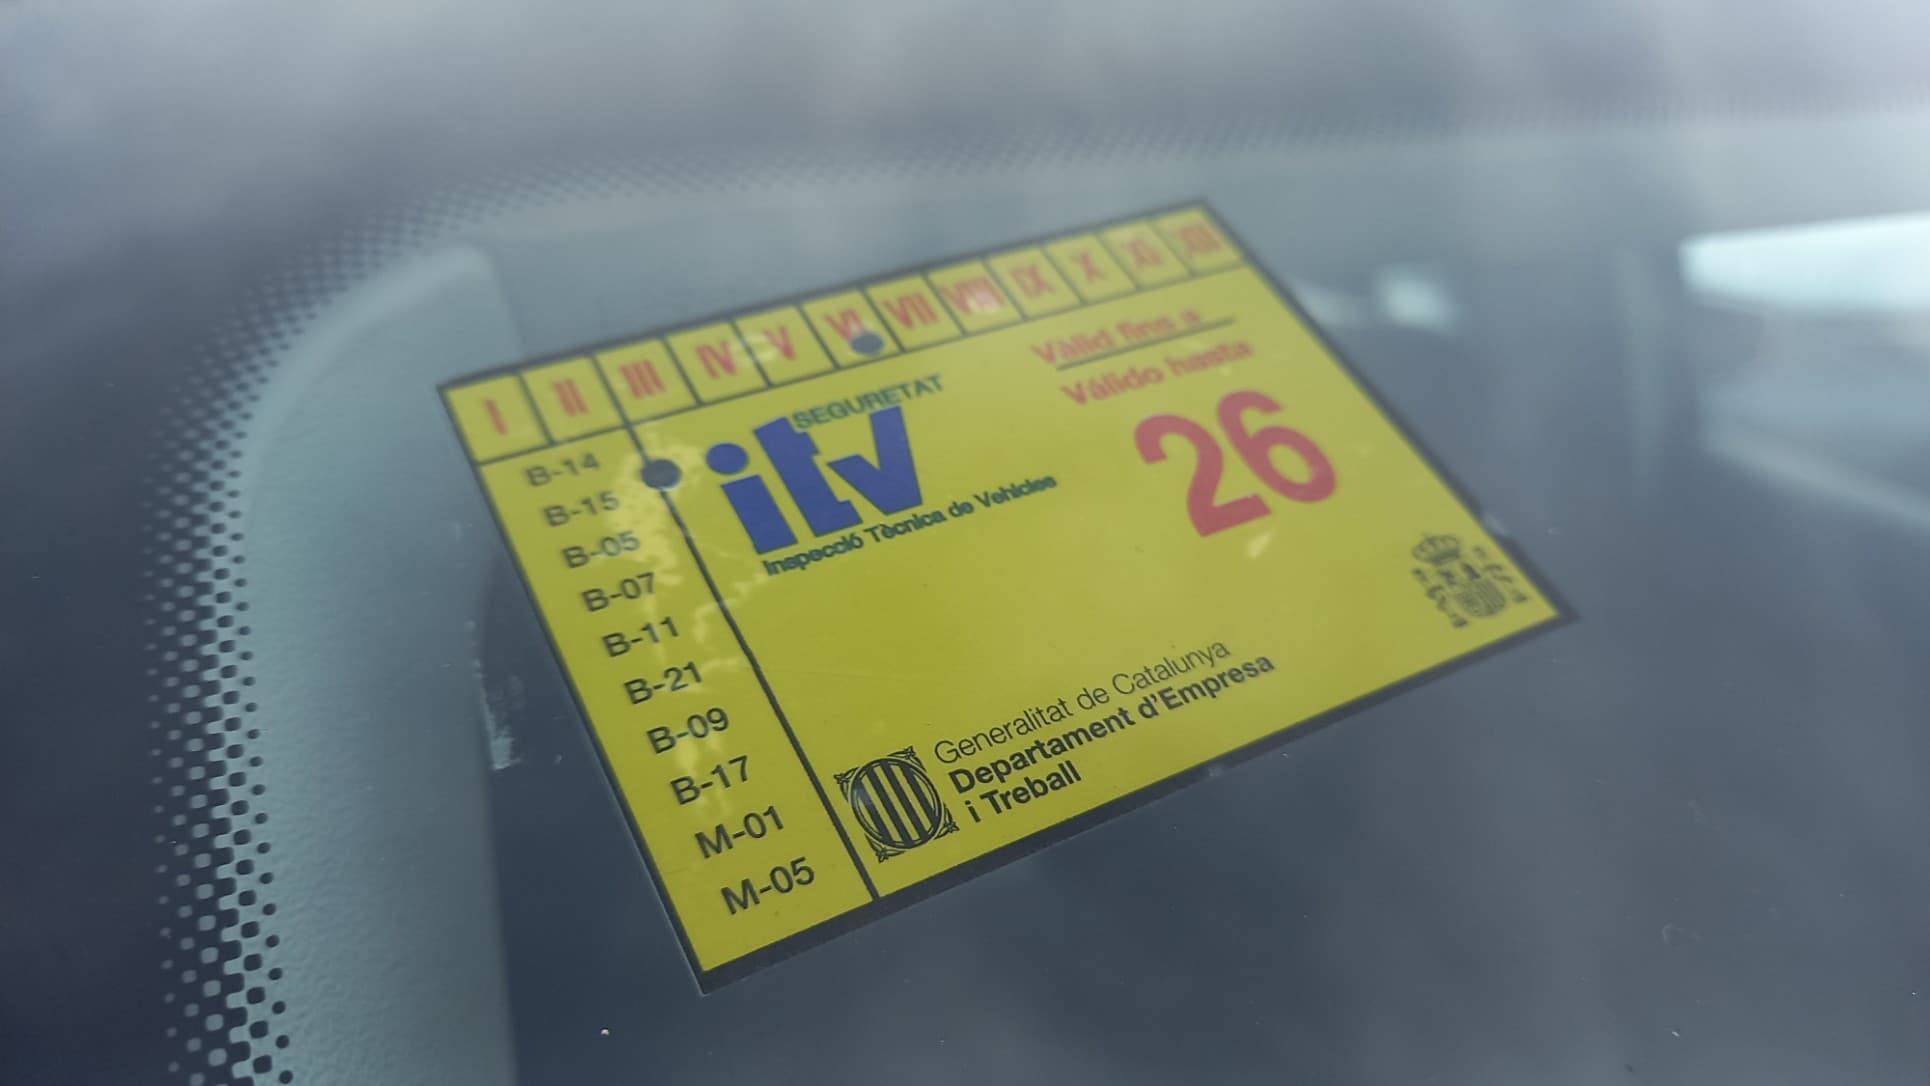 I II III IV V VI VII VIII IX X XI XII
Vàlid fins a
Válido hasta
26
SEGURETAT
itv
Inspecció Tècnica de Vehicles
B-14
B-15
B-05
B-07
B-11
B-21
B-09
B-17
M-01
M-05
Generalitat de Catalunya
Departament d'Empresa
i Treball